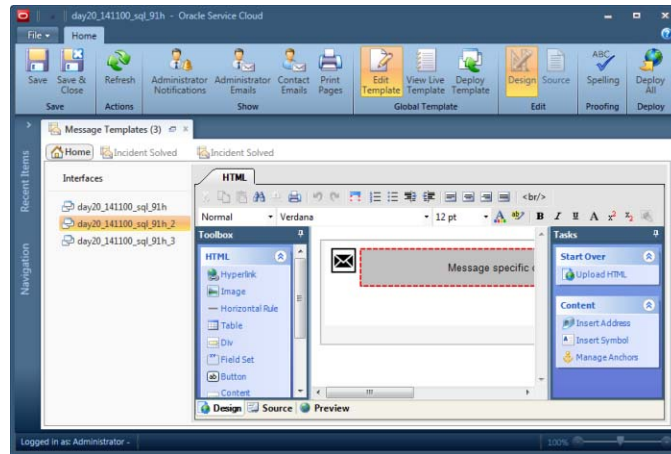 day20_141100_sql_91h - Oracle Service Cloud
File Home
Save Save & Close Refresh Administrator Notifications Administrator Emails Contact Emails Print Pages Edit Template View Live Template Deploy Template Design Source ABC Spelling Deploy All
Save Actions Show Global Template Edit Proofing Deploy
Message Templates (3)
Home Incident Solved Incident Solved
Recent Items
Navigation
Interfaces
day20_141100_sql_91h
day20_141100_sql_91h_2
day20_141100_sql_91h_3
HTML
<br/>
Normal Verdana 12 pt A ab B I U A x² x₂
Toolbox
HTML
Hyperlink
Image
Horizontal Rule
Table
Div
Field Set
ab Button
Content
Message specific
Tasks
Start Over
Upload HTML
Content
Insert Address
A Insert Symbol
Manage Anchors
Design Source Preview
Logged in as: Administrator -
100%